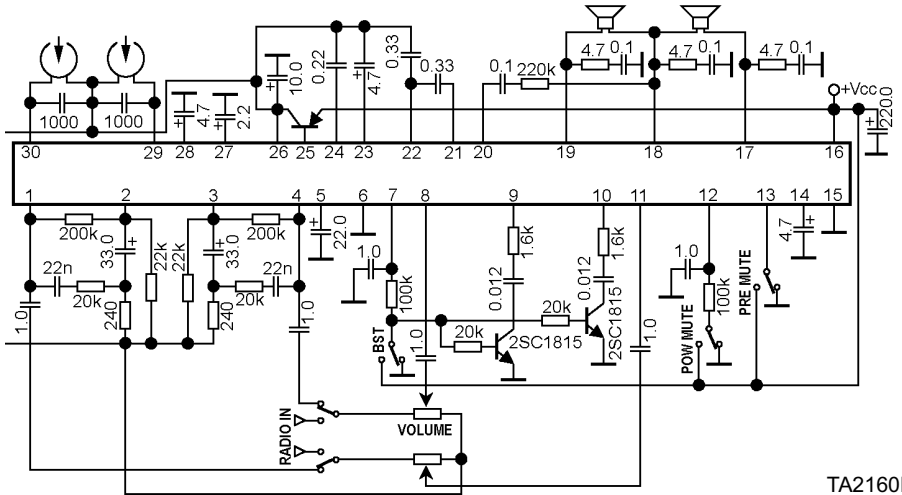 4.7 0.1 4.7 0.1 4.7 0.1
10.0 0.22 4.7 0.33 0.33 0.1 220k
+Vcc
1000 1000 4.7 2.2 220.0
30 29 28 27 26 25 24 23 22 21 20 19 18 17 16
1 2 3 4 5 6 7 8 9 10 11 12 13 14 15
200k 33.0 22k 22k 33.0 200k 22.0 1.6k 1.6k 4.7
22n 22n 1.0 1.0
20k 20k 100k 0.012 0.012 100k PRE MUTE
1.0 240 240 1.0 BST 1.0 20k 20k 2SC1815 2SC1815 1.0 POW MUTE
RADIO IN VOLUME
TA2160